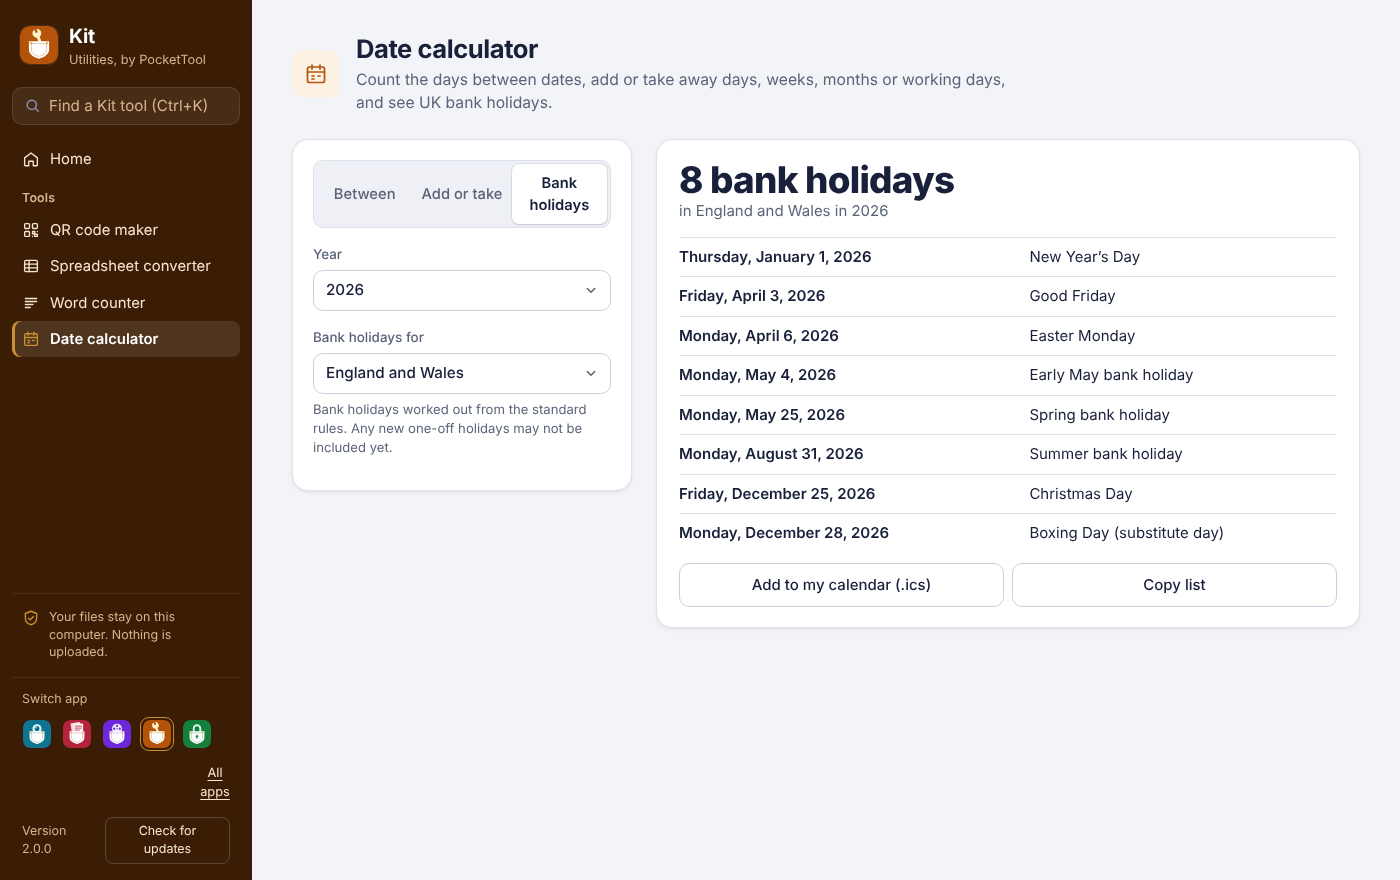 Kit
Utilities, by PocketTool
Find a Kit tool (Ctrl+K)
Home
Tools
QR code maker
Spreadsheet converter
Word counter
Date calculator
Your files stay on this
computer. Nothing is
uploaded.
Switch app
All
apps
Version
2.0.0
Check for
updates
Date calculator
Count the days between dates, add or take away days, weeks, months or working days,
and see UK bank holidays.
Between
Add or take
Bank
holidays
Year
2026
Bank holidays for
England and Wales
Bank holidays worked out from the standard
rules. Any new one-off holidays may not be
included yet.
8 bank holidays
in England and Wales in 2026
Thursday, January 1, 2026 New Year’s Day
Friday, April 3, 2026 Good Friday
Monday, April 6, 2026 Easter Monday
Monday, May 4, 2026 Early May bank holiday
Monday, May 25, 2026 Spring bank holiday
Monday, August 31, 2026 Summer bank holiday
Friday, December 25, 2026 Christmas Day
Monday, December 28, 2026 Boxing Day (substitute day)
Add to my calendar (.ics)
Copy list